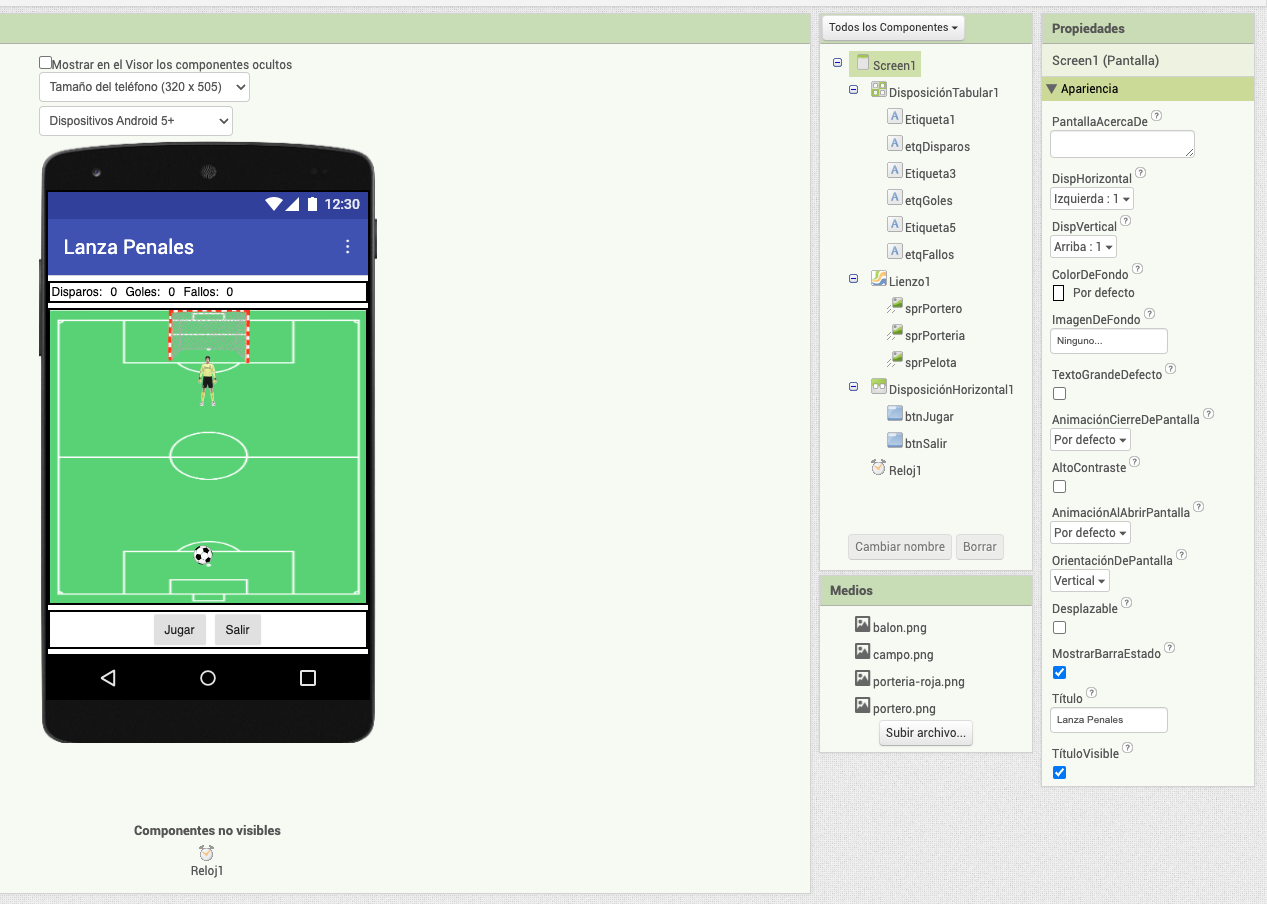 Mostrar en el Visor los componentes ocultos
Tamaño del teléfono (320 x 505)
Dispositivos Android 5+
12:30
Lanza Penales
Disparos: 0 Goles: 0 Fallos: 0
Jugar Salir
Componentes no visibles
Reloj1
Todos los Componentes
Screen1
DisposiciónTabular1
A Etiqueta1
A etqDisparos
A Etiqueta3
A etqGoles
A Etiqueta5
A etqFallos
Lienzo1
sprPortero
sprPorteria
sprPelota
DisposiciónHorizontal1
btnJugar
btnSalir
Reloj1
Cambiar nombre Borrar
Medios
balon.png
campo.png
porteria-roja.png
portero.png
Subir archivo...
Propiedades
Screen1 (Pantalla)
Apariencia
PantallaAcercaDe ?
DispHorizontal ?
Izquierda : 1
DispVertical ?
Arriba : 1
ColorDeFondo ?
Por defecto
ImagenDeFondo ?
Ninguno...
TextoGrandeDefecto ?
AnimaciónCierreDePantalla ?
Por defecto
AltoContraste ?
AnimaciónAlAbrirPantalla ?
Por defecto
OrientaciónDePantalla ?
Vertical
Desplazable ?
MostrarBarraEstado ?
Título ?
Lanza Penales
TítuloVisible ?